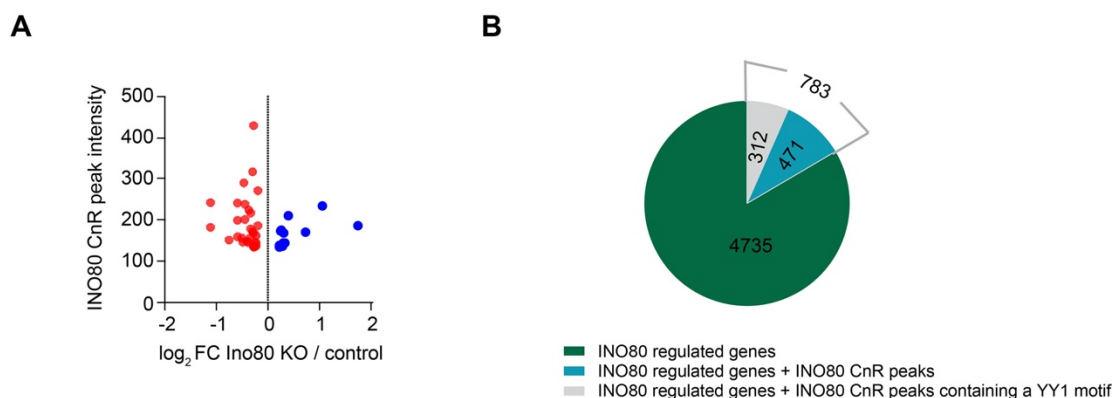 A
B
INO80 CnR peak intensity
500
400
300
200
100
0
-2
-1
0
1
2
log2 FC Ino80 KO / control
783
312
471
4735
INO80 regulated genes
INO80 regulated genes + INO80 CnR peaks
INO80 regulated genes + INO80 CnR peaks containing a YY1 motif